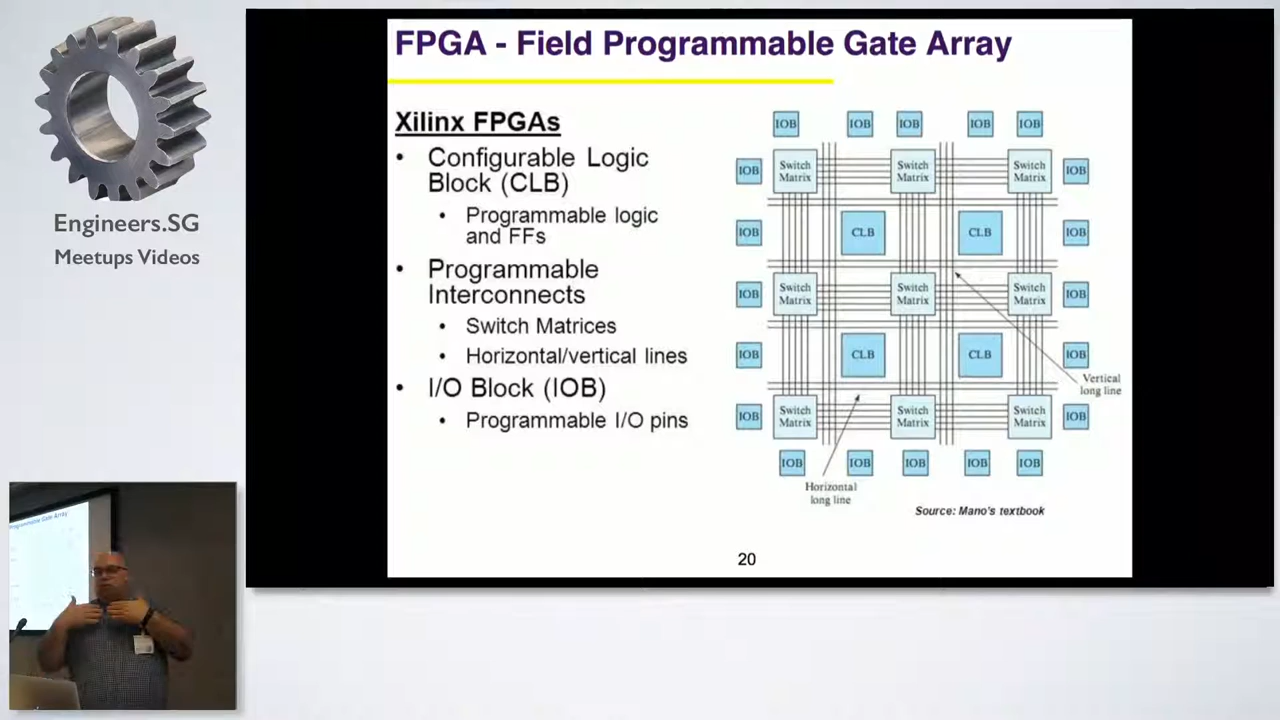 FPGA - Field Programmable Gate Array
Xilinx FPGAs
• Configurable Logic
Block (CLB)
• Programmable logic
and FFs
• Programmable
Interconnects
• Switch Matrices
• Horizontal/vertical lines
• I/O Block (IOB)
• Programmable I/O pins
IOB IOB IOB IOB IOB
IOB Switch Matrix Switch Matrix Switch Matrix IOB
IOB CLB CLB IOB
IOB Switch Matrix Switch Matrix Switch Matrix IOB
IOB CLB CLB IOB
Vertical
long line
IOB Switch Matrix Switch Matrix Switch Matrix IOB
IOB IOB IOB IOB IOB
Horizontal
long line
Source: Mano's textbook
20
Engineers.SG
Meetups Videos
Programmable Gate Array